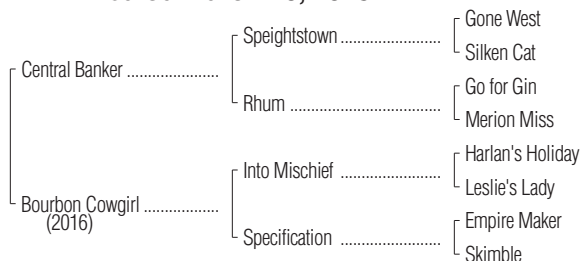 Gone West
Speightstown
Silken Cat
Central Banker
Go for Gin
Rhum
Merion Miss
Harlan's Holiday
Into Mischief
Leslie's Lady
Bourbon Cowgirl
(2016)
Empire Maker
Specification
Skimble